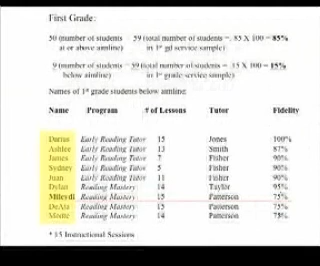 First Grade:
50 (number of students 59 (total number of students = .85 X 100 = 85%
at or above aimline) in 1st gd service sample)
9 (number of students 59 (total number of students = .15 X 100 = 15%
below aimline) in 1st grade service sample)
Names of 1st grade students below aimline:
Name Program # of Lessons Tutor Fidelity
Darius Early Reading Tutor 15 Jones 100%
Ashlee Early Reading Tutor 13 Smith 87%
James Early Reading Tutor 7 Fisher 90%
Sydney Early Reading Tutor 5 Fisher 90%
Juan Early Reading Tutor 11 Fisher 90%
Dylan Reading Mastery 14 Taylor 95%
Mileydi Reading Mastery 15 Patterson 75%
DeAla Reading Mastery 15 Patterson 75%
Monte Reading Mastery 14 Patterson 75%
* 15 Instructional Sessions